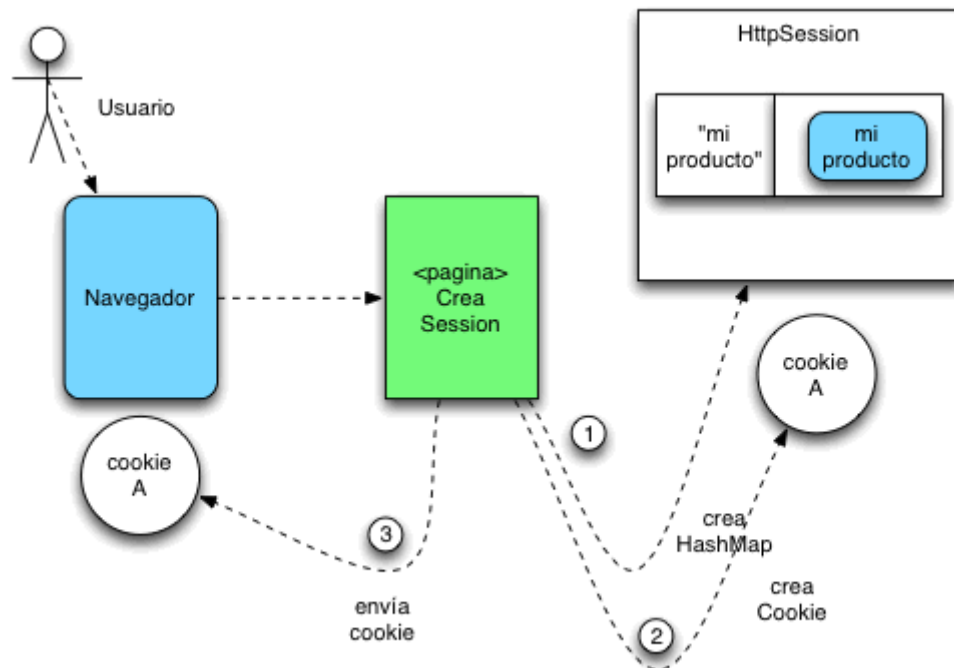 HttpSession
Usuario
"mi
producto"
mi
producto
Navegador
<pagina>
Crea
Session
cookie
A
cookie
A
1
crea
HashMap
3
envía
cookie
crea
Cookie
2